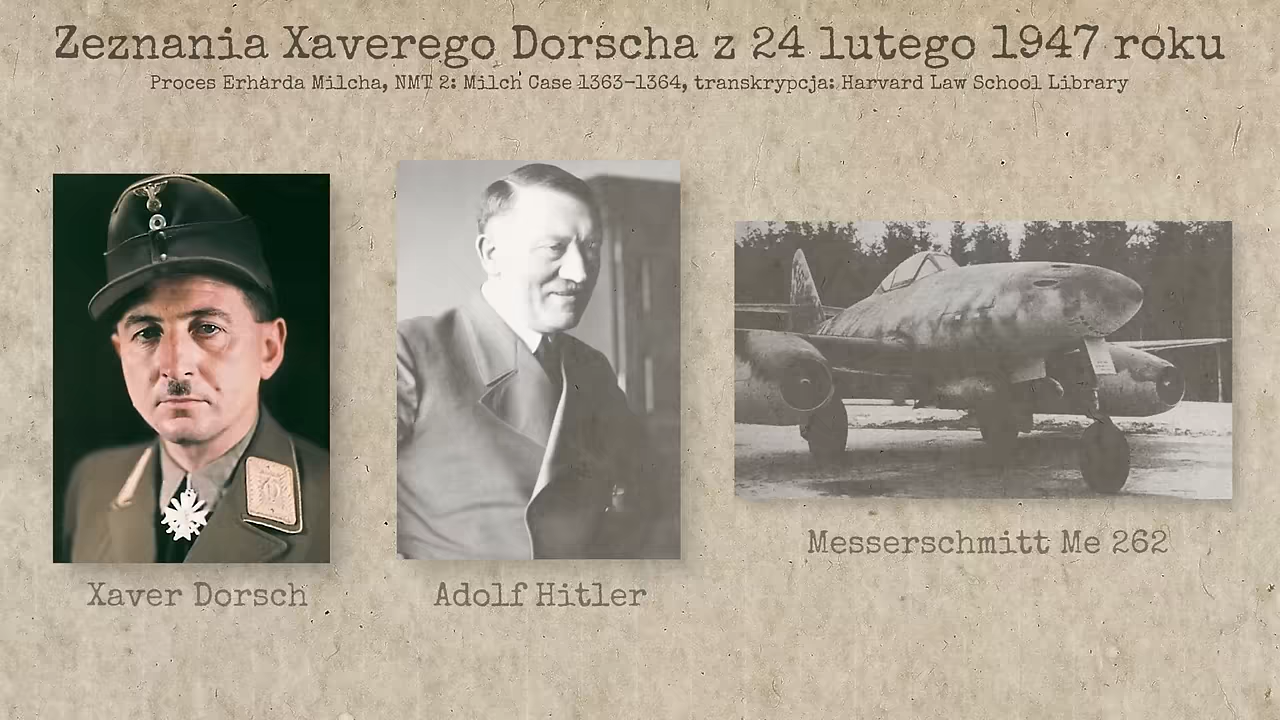 Zeznania Xaverego Dorscha z 24 lutego 1947 roku
Proces Erharda Milcha, NMT 2: Milch Case 1363-1364, transkrypcja: Harvard Law School Library
Xaver Dorsch
Adolf Hitler
Messerschmitt Me 262